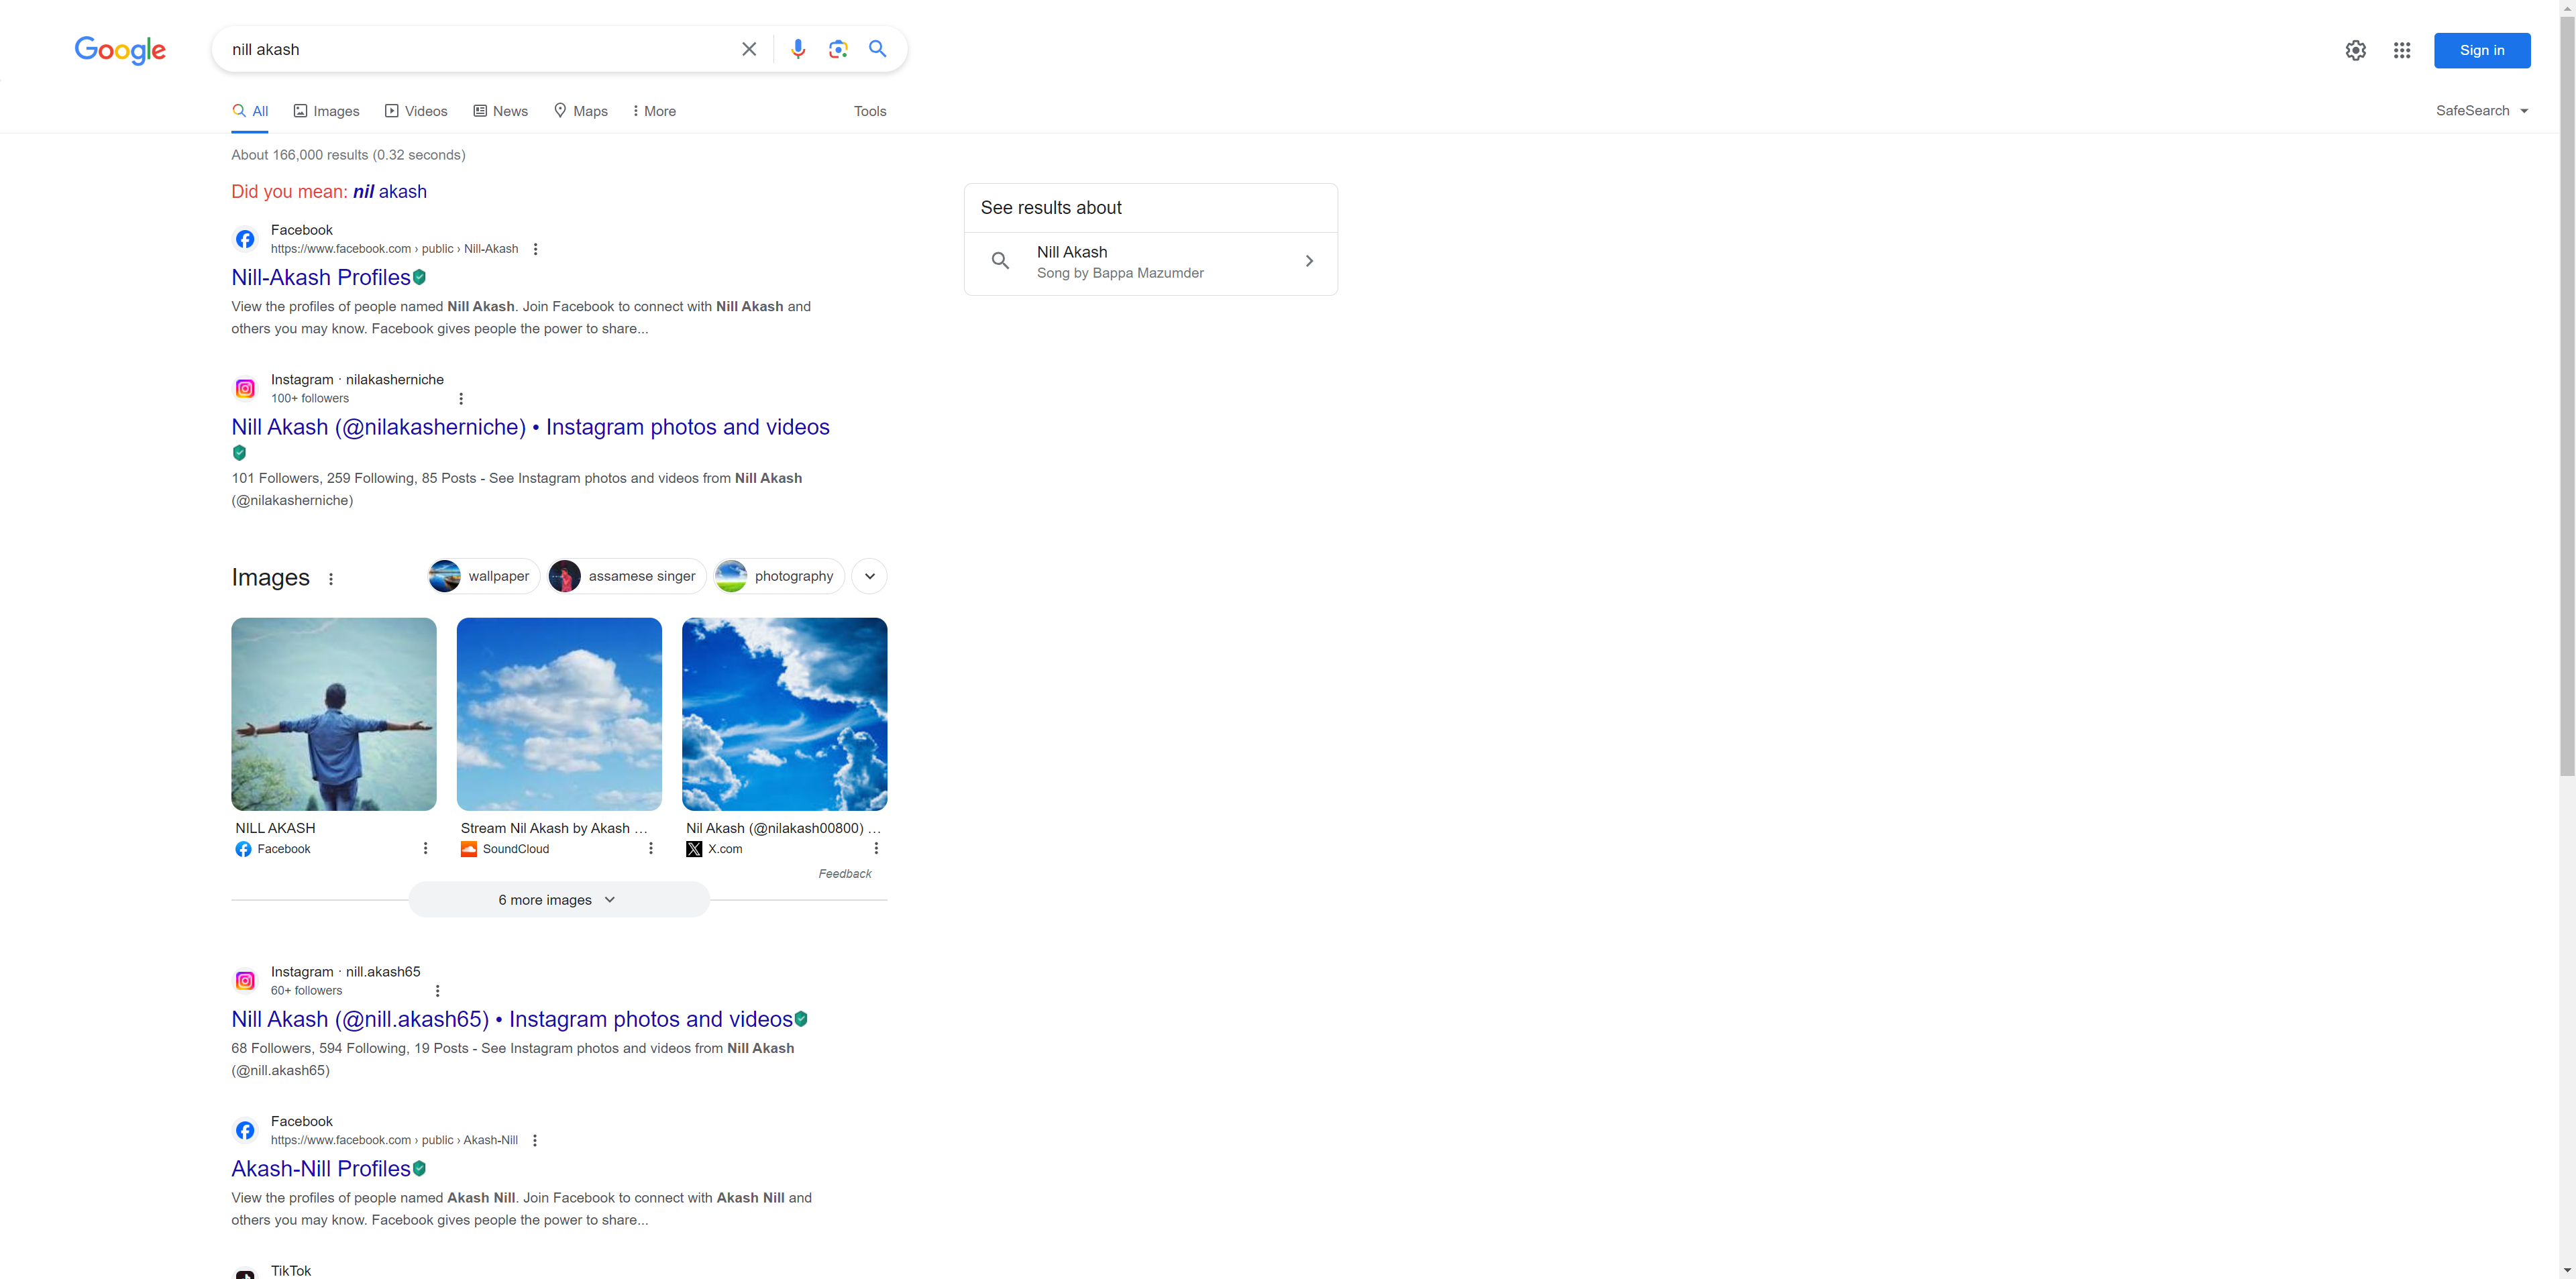 Google
nill akash
Sign in
All
Images
Videos
News
Maps
More
Tools
SafeSearch
About 166,000 results (0.32 seconds)
Did you mean: nil akash
Facebook
https://www.facebook.com › public › Nill-Akash
Nill-Akash Profiles
View the profiles of people named Nill Akash. Join Facebook to connect with Nill Akash and
others you may know. Facebook gives people the power to share...
Instagram · nilakasherniche
100+ followers
Nill Akash (@nilakasherniche) • Instagram photos and videos
101 Followers, 259 Following, 85 Posts - See Instagram photos and videos from Nill Akash
(@nilakasherniche)
Images
wallpaper
assamese singer
photography
NILL AKASH
Facebook
Stream Nil Akash by Akash ...
SoundCloud
Nil Akash (@nilakash00800) ...
X.com
Feedback
6 more images
Instagram · nill.akash65
60+ followers
Nill Akash (@nill.akash65) • Instagram photos and videos
68 Followers, 594 Following, 19 Posts - See Instagram photos and videos from Nill Akash
(@nill.akash65)
Facebook
https://www.facebook.com › public › Akash-Nill
Akash-Nill Profiles
View the profiles of people named Akash Nill. Join Facebook to connect with Akash Nill and
others you may know. Facebook gives people the power to share...
TikTok
See results about
Nill Akash
Song by Bappa Mazumder